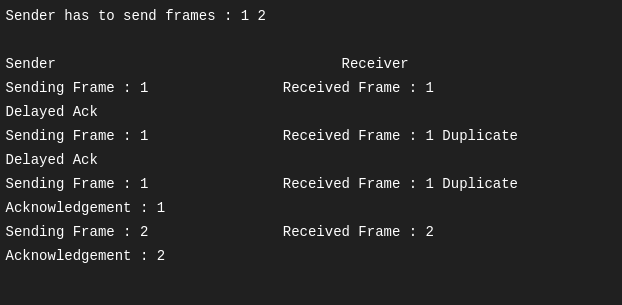 Sender has to send frames : 1 2
Sender                                  Receiver
Sending Frame : 1                Received Frame : 1
Delayed Ack
Sending Frame : 1                Received Frame : 1 Duplicate
Delayed Ack
Sending Frame : 1                Received Frame : 1 Duplicate
Acknowledgement : 1
Sending Frame : 2                Received Frame : 2
Acknowledgement : 2